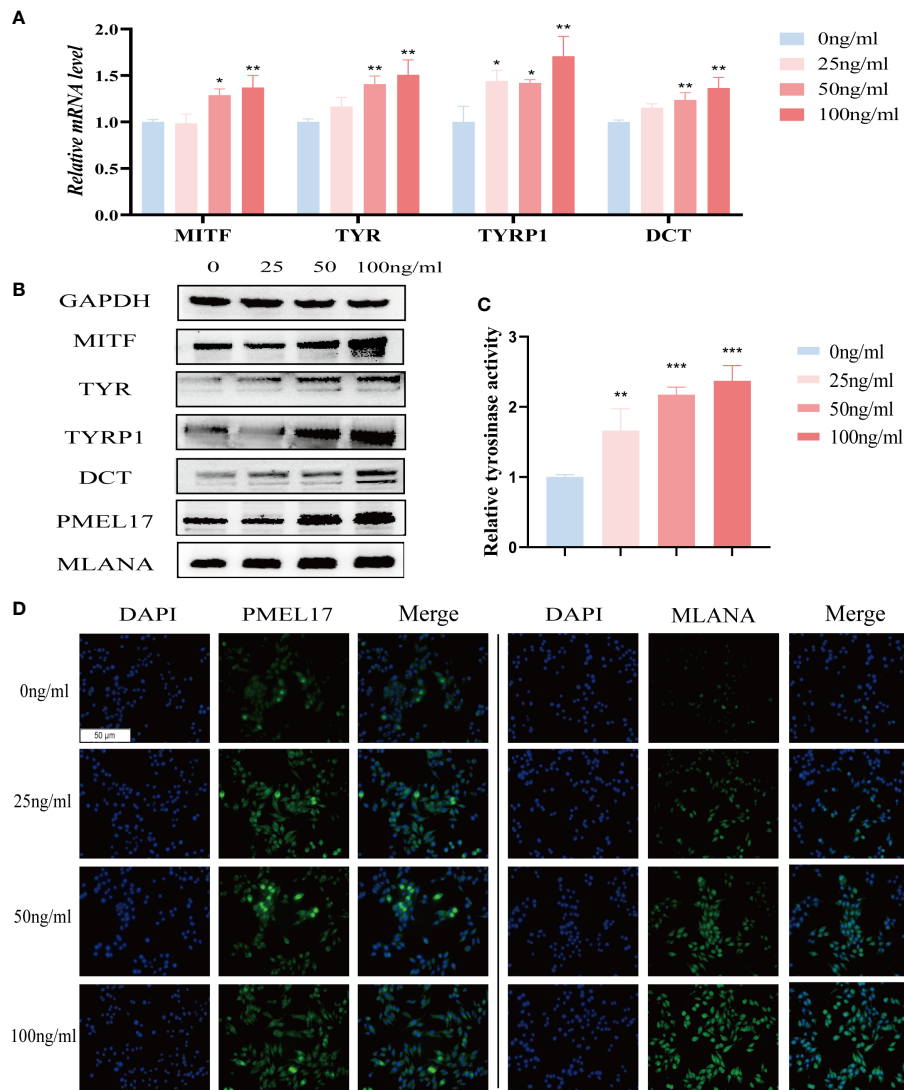 A
Relative mRNA level
2.0
1.5
1.0
0.5
0.0
* ** ** ** * * ** ** **
MITF TYR TYRP1 DCT
0ng/ml
25ng/ml
50ng/ml
100ng/ml
B
0 25 50 100ng/ml
GAPDH
MITF
TYR
TYRP1
DCT
PMEL17
MLANA
C
Relative tyrosinase activity
3
2
1
0
** *** ***
0ng/ml
25ng/ml
50ng/ml
100ng/ml
D
DAPI PMEL17 Merge DAPI MLANA Merge
0ng/ml
50 μm
25ng/ml
50ng/ml
100ng/ml